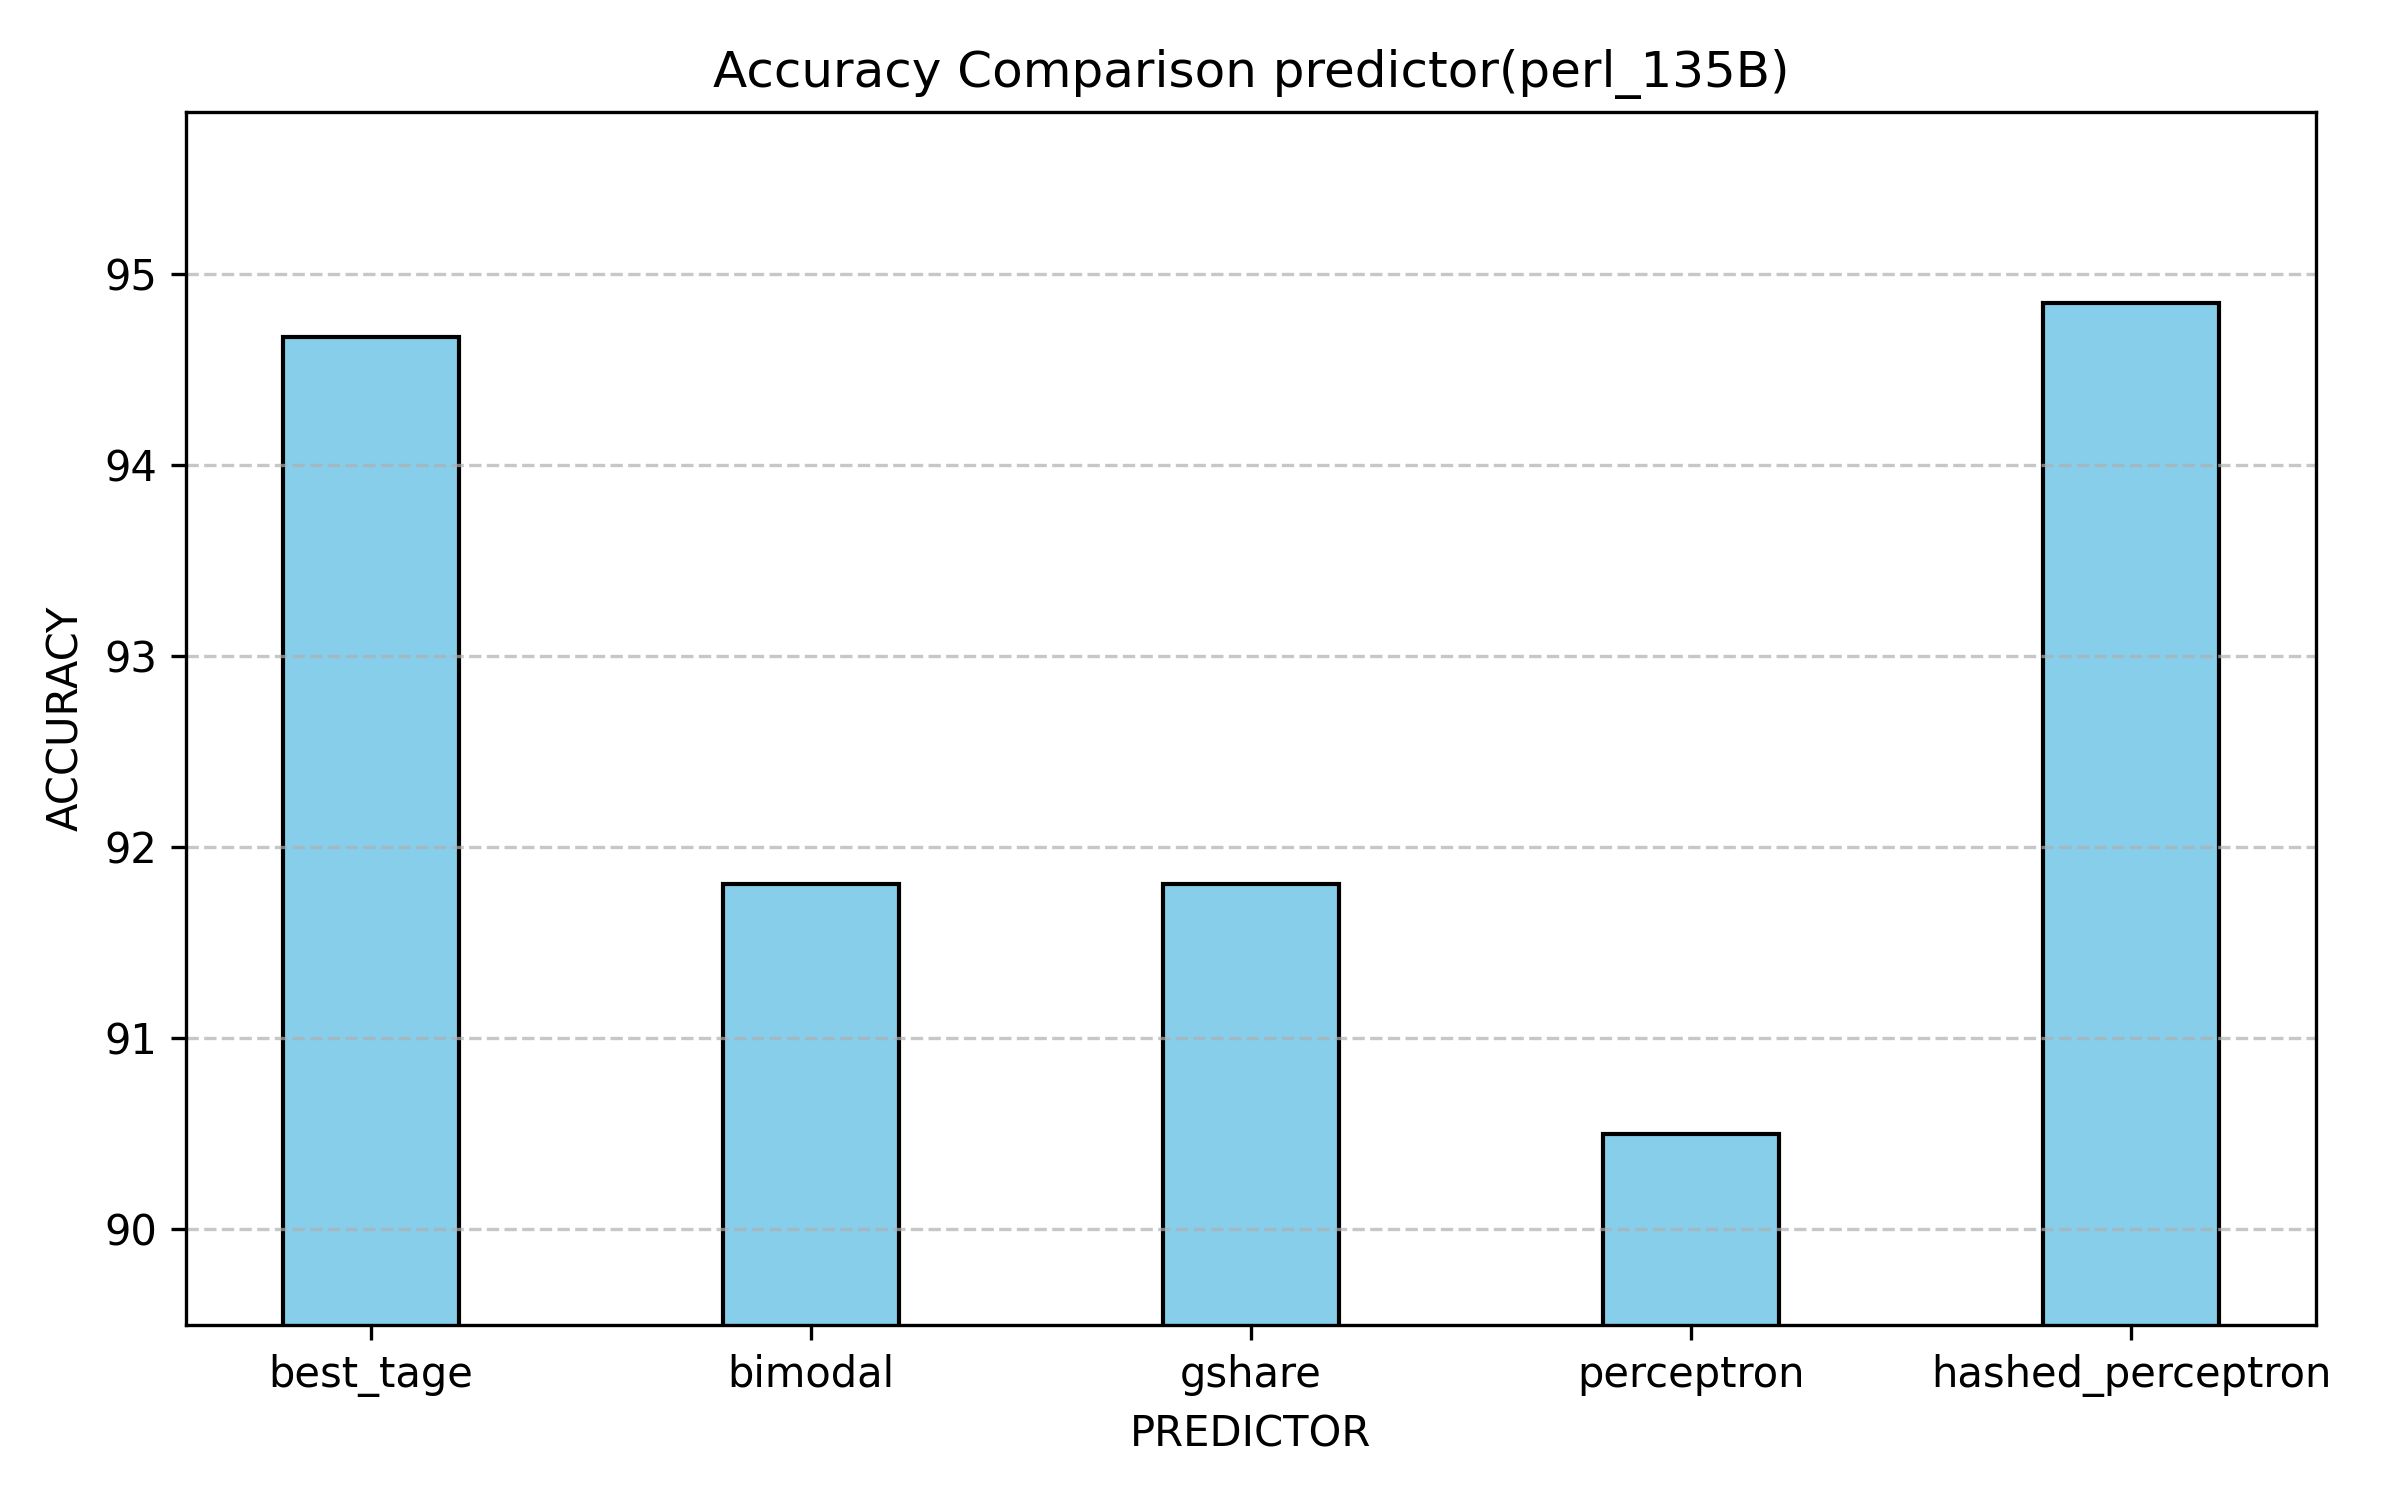 Accuracy Comparison predictor(perl_135B)
95
94
93
92
91
90
ACCURACY
best_tage bimodal gshare perceptron hashed_perceptron
PREDICTOR